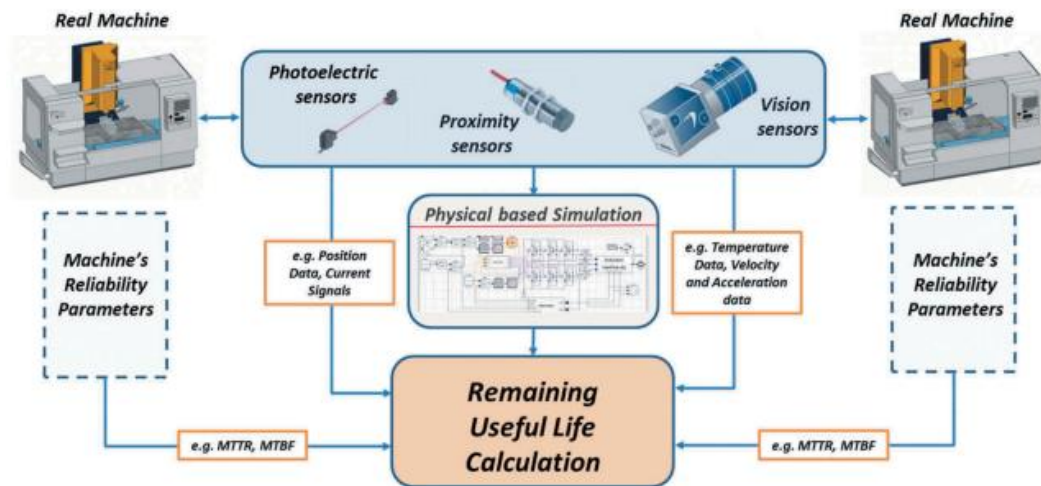 Real Machine
Real Machine
Photoelectric
sensors
Proximity
sensors
Vision
sensors
Physical based Simulation
Machine's
Reliability
Parameters
e.g. Position
Data, Current
Signals
e.g. Temperature
Data, Velocity
and Acceleration
data
Machine's
Reliability
Parameters
Remaining
Useful Life
Calculation
e.g. MTTR, MTBF
e.g. MTTR, MTBF